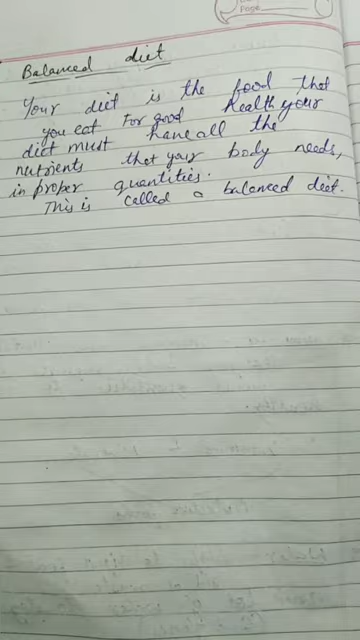 Page
Balanced diet
Your diet is the food that
you eat For good health your
diet must have all the
nutrients that your body needs,
in proper quantities.
This is called a balanced diet.